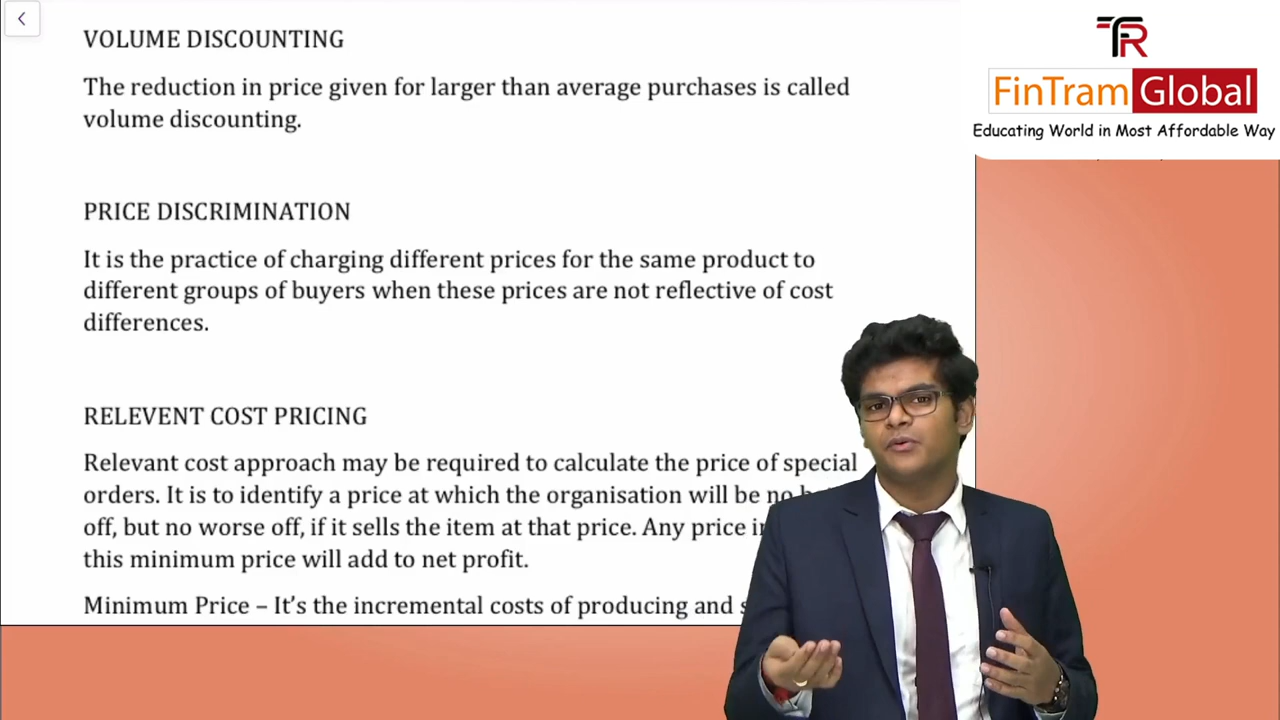 VOLUME DISCOUNTING
The reduction in price given for larger than average purchases is called
volume discounting.
PRICE DISCRIMINATION
It is the practice of charging different prices for the same product to
different groups of buyers when these prices are not reflective of cost
differences.
RELEVENT COST PRICING
Relevant cost approach may be required to calculate the price of special
orders. It is to identify a price at which the organisation will be no
off, but no worse off, if it sells the item at that price. Any price
this minimum price will add to net profit.
Minimum Price – It's the incremental costs of producing and
TR
FinTram Global
Educating World in Most Affordable Way